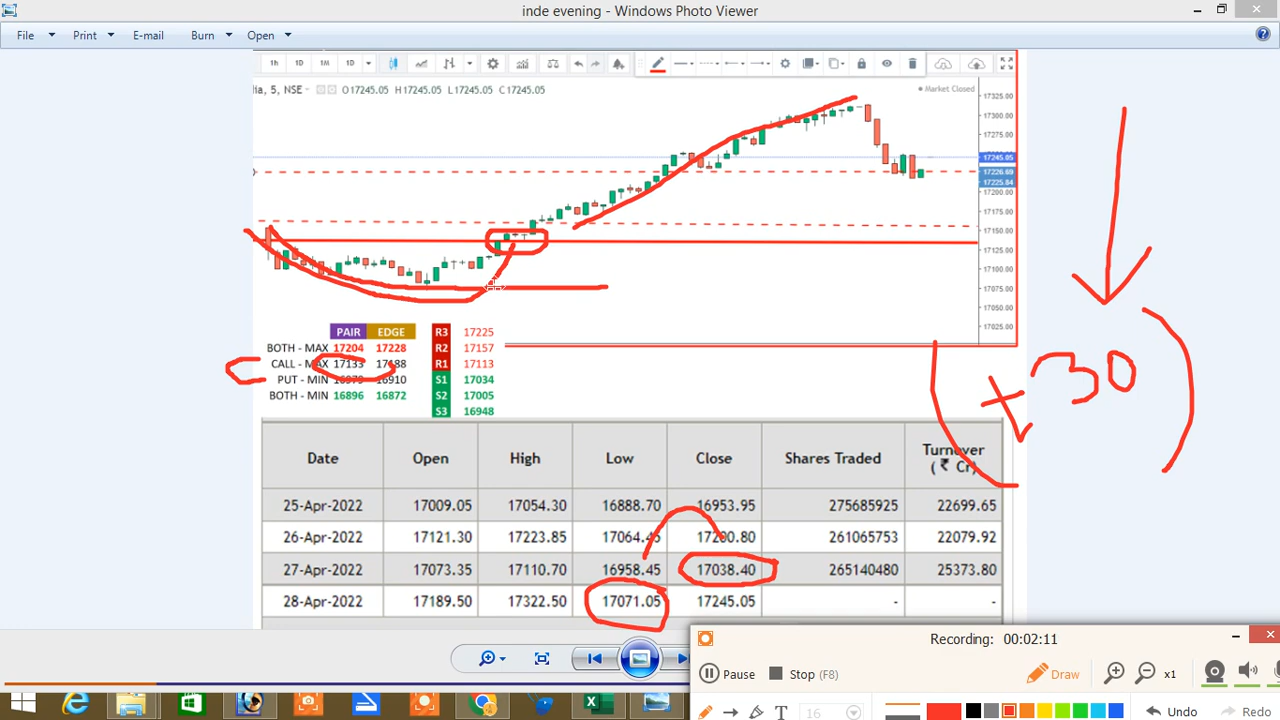 inde evening - Windows Photo Viewer
File Print E-mail Burn Open
1h 1D 1M 1D
lia, 5, NSE O17245.05 H17245.05 L17245.05 C17245.05
Market Closed
17325.00
17300.00
17275.00
17245.05
17226.69
17225.84
17200.00
17175.00
17150.00
17125.00
17100.00
17075.00
17050.00
17025.00
+30
PAIR EDGE R3 17225
BOTH - MAX 17204 17228 R2 17157
CALL - MAX 17133 17188 R1 17113
PUT - MIN 16979 16910 S1 17034
BOTH - MIN 16896 16872 S2 17005
S3 16948
Date Open High Low Close Shares Traded Turnover (₹ Cr)
25-Apr-2022 17009.05 17054.30 16888.70 16953.95 275685925 22699.65
26-Apr-2022 17121.30 17223.85 17064.45 17200.80 261065753 22079.92
27-Apr-2022 17073.35 17110.70 16958.45 17038.40 265140480 25373.80
28-Apr-2022 17189.50 17322.50 17071.05 17245.05 - -
Recording: 00:02:11
Pause Stop (F8) Draw x1
T 16 Undo Redo